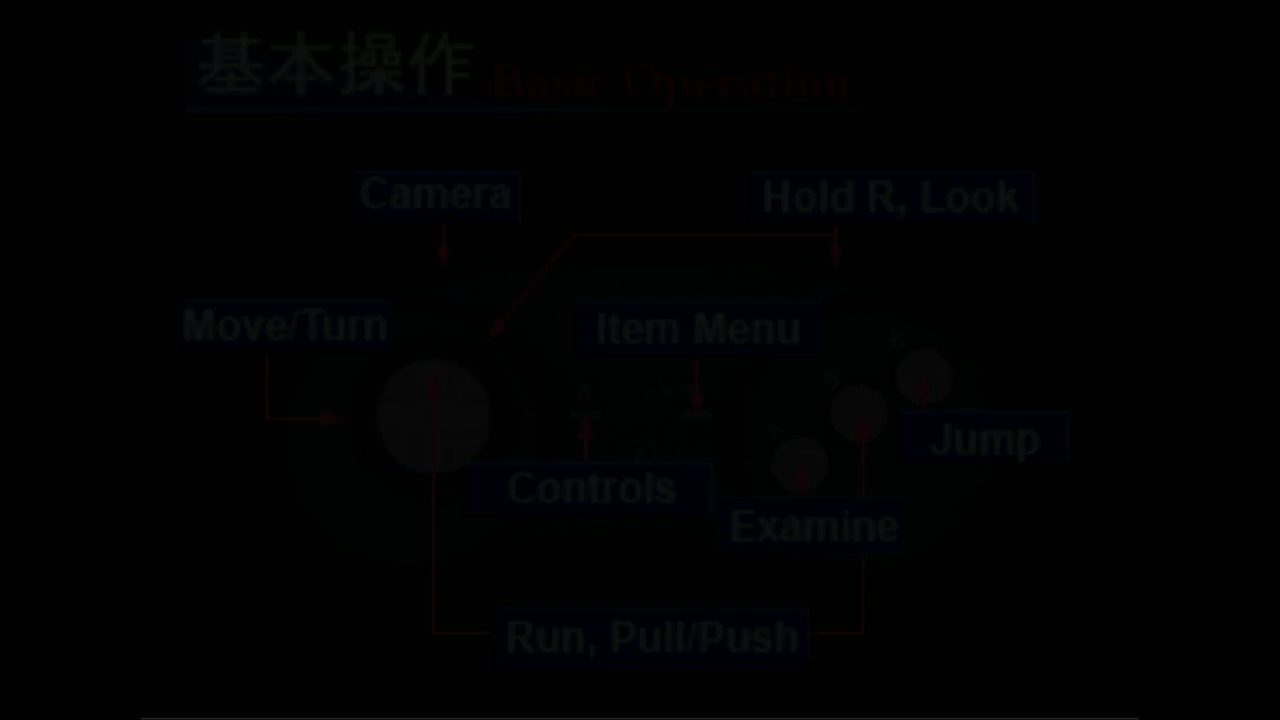 基本操作 Basic Operation
Camera
Hold R, Look
Move/Turn
Item Menu
Jump
Controls
Examine
Run, Pull/Push